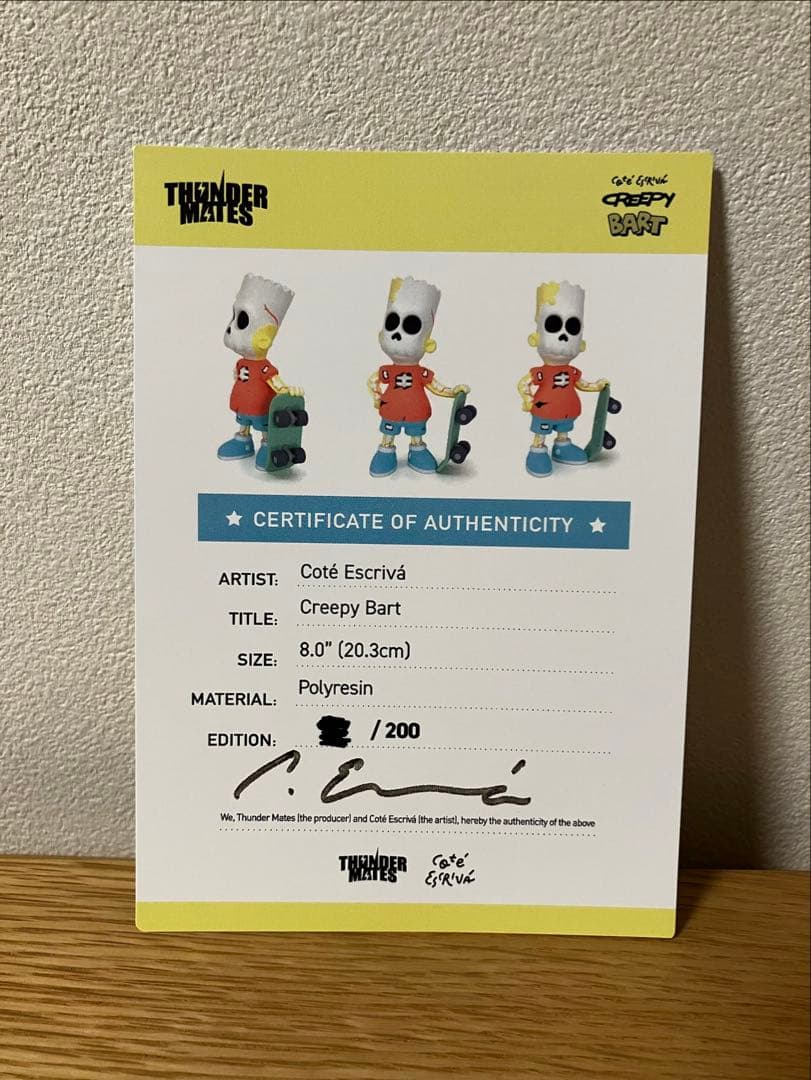 THUNDER
MATES
Coté Escrivá
CREEPY
BART
★ CERTIFICATE OF AUTHENTICITY ★
ARTIST: Coté Escrivá
TITLE: Creepy Bart
SIZE: 8.0” (20.3cm)
MATERIAL: Polyresin
EDITION: / 200
C. Escrivá
We, Thunder Mates (the producer) and Coté Escrivá (the artist), hereby the authenticity of the above
THUNDER
MATES
Coté
Escrivá